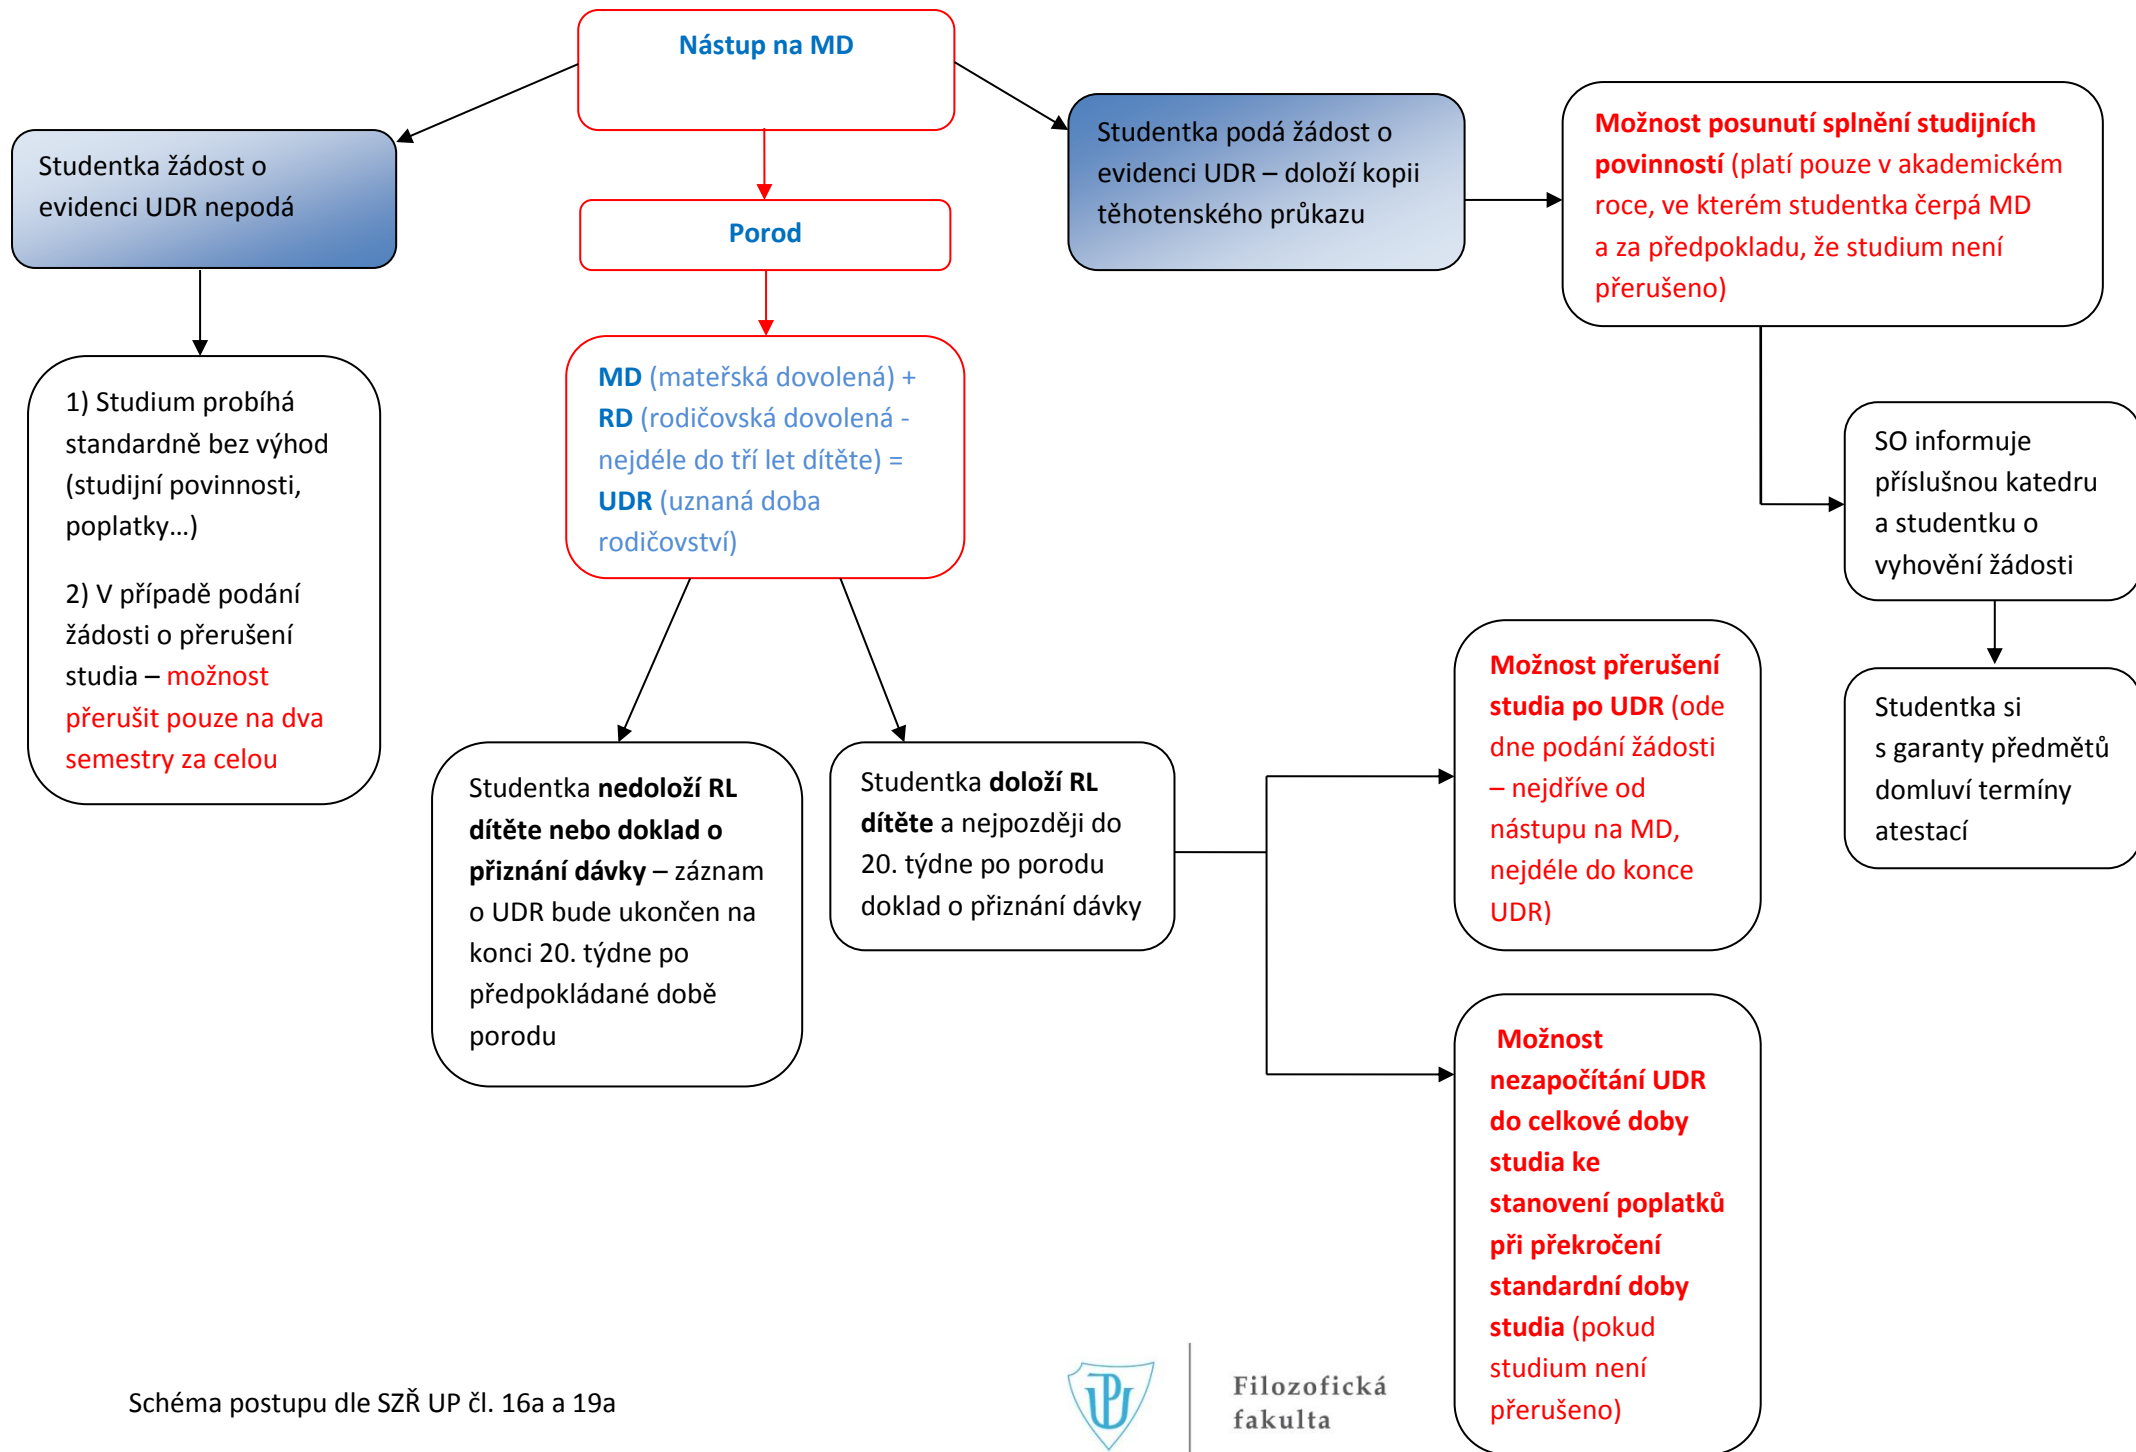 Nástup na MD
Studentka žádost o
evidenci UDR nepodá
Studentka podá žádost o
evidenci UDR – doloží kopii
těhotenského průkazu
Možnost posunutí splnění studijních
povinností (platí pouze v akademickém
roce, ve kterém studentka čerpá MD
a za předpokladu, že studium není
přerušeno)
Porod
1) Studium probíhá
standardně bez výhod
(studijní povinnosti,
poplatky…)
2) V případě podání
žádosti o přerušení
studia – možnost
přerušit pouze na dva
semestry za celou
MD (mateřská dovolená) +
RD (rodičovská dovolená -
nejdéle do tří let dítěte) =
UDR (uznaná doba
rodičovství)
SO informuje
příslušnou katedru
a studentku o
vyhovění žádosti
Studentka si
s garanty předmětů
domluví termíny
atestací
Studentka nedoloží RL
dítěte nebo doklad o
přiznání dávky – záznam
o UDR bude ukončen na
konci 20. týdne po
předpokládané době
porodu
Studentka doloží RL
dítěte a nejpozději do
20. týdne po porodu
doklad o přiznání dávky
Možnost přerušení
studia po UDR (ode
dne podání žádosti
– nejdříve od
nástupu na MD,
nejdéle do konce
UDR)
Možnost
nezapočítání UDR
do celkové doby
studia ke
stanovení poplatků
při překročení
standardní doby
studia (pokud
studium není
přerušeno)
Schéma postupu dle SZŘ UP čl. 16a a 19a
UP
Filozofická
fakulta